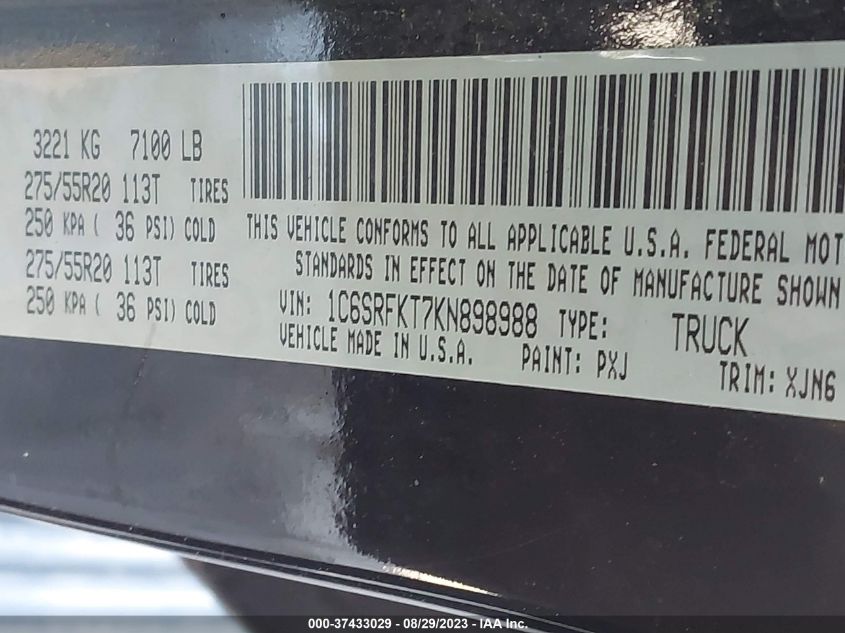 3221 KG 7100 LB
275/55R20 113T TIRES
250 KPA ( 36 PSI) COLD
275/55R20 113T TIRES
250 KPA ( 36 PSI) COLD
THIS VEHICLE CONFORMS TO ALL APPLICABLE U.S.A. FEDERAL MOT
STANDARDS IN EFFECT ON THE DATE OF MANUFACTURE SHOWN
VIN: 1C6SRFKT7KN898988 TYPE: TRUCK
VEHICLE MADE IN U.S.A. PAINT: PXJ TRIM: XJN6
000-37433029 - 08/29/2023 - IAA Inc.